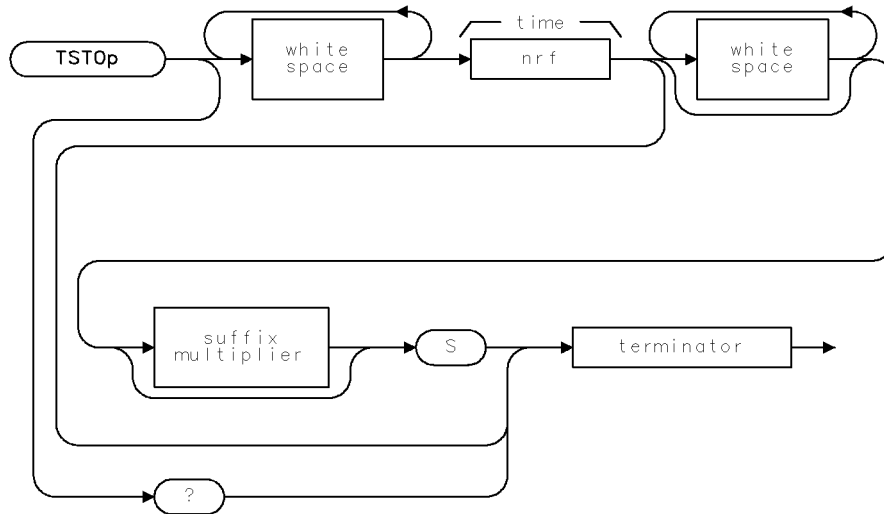 time
TSTOp
white
space
nrf
white
space
suffix
multiplier
S
terminator
?